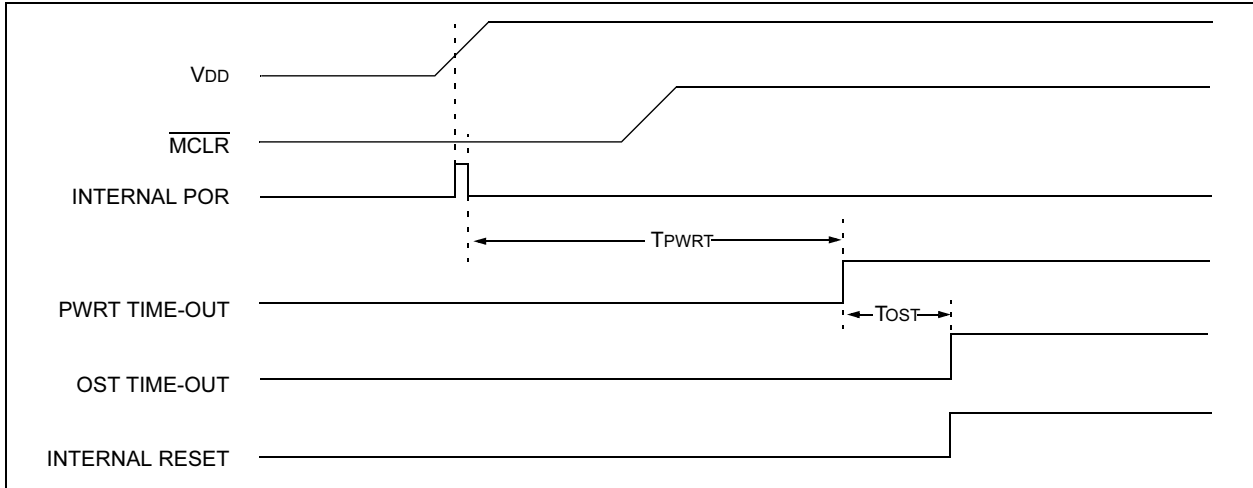 VDD
MCLR
INTERNAL POR
TPWRT
PWRT TIME-OUT
TOST
OST TIME-OUT
INTERNAL RESET